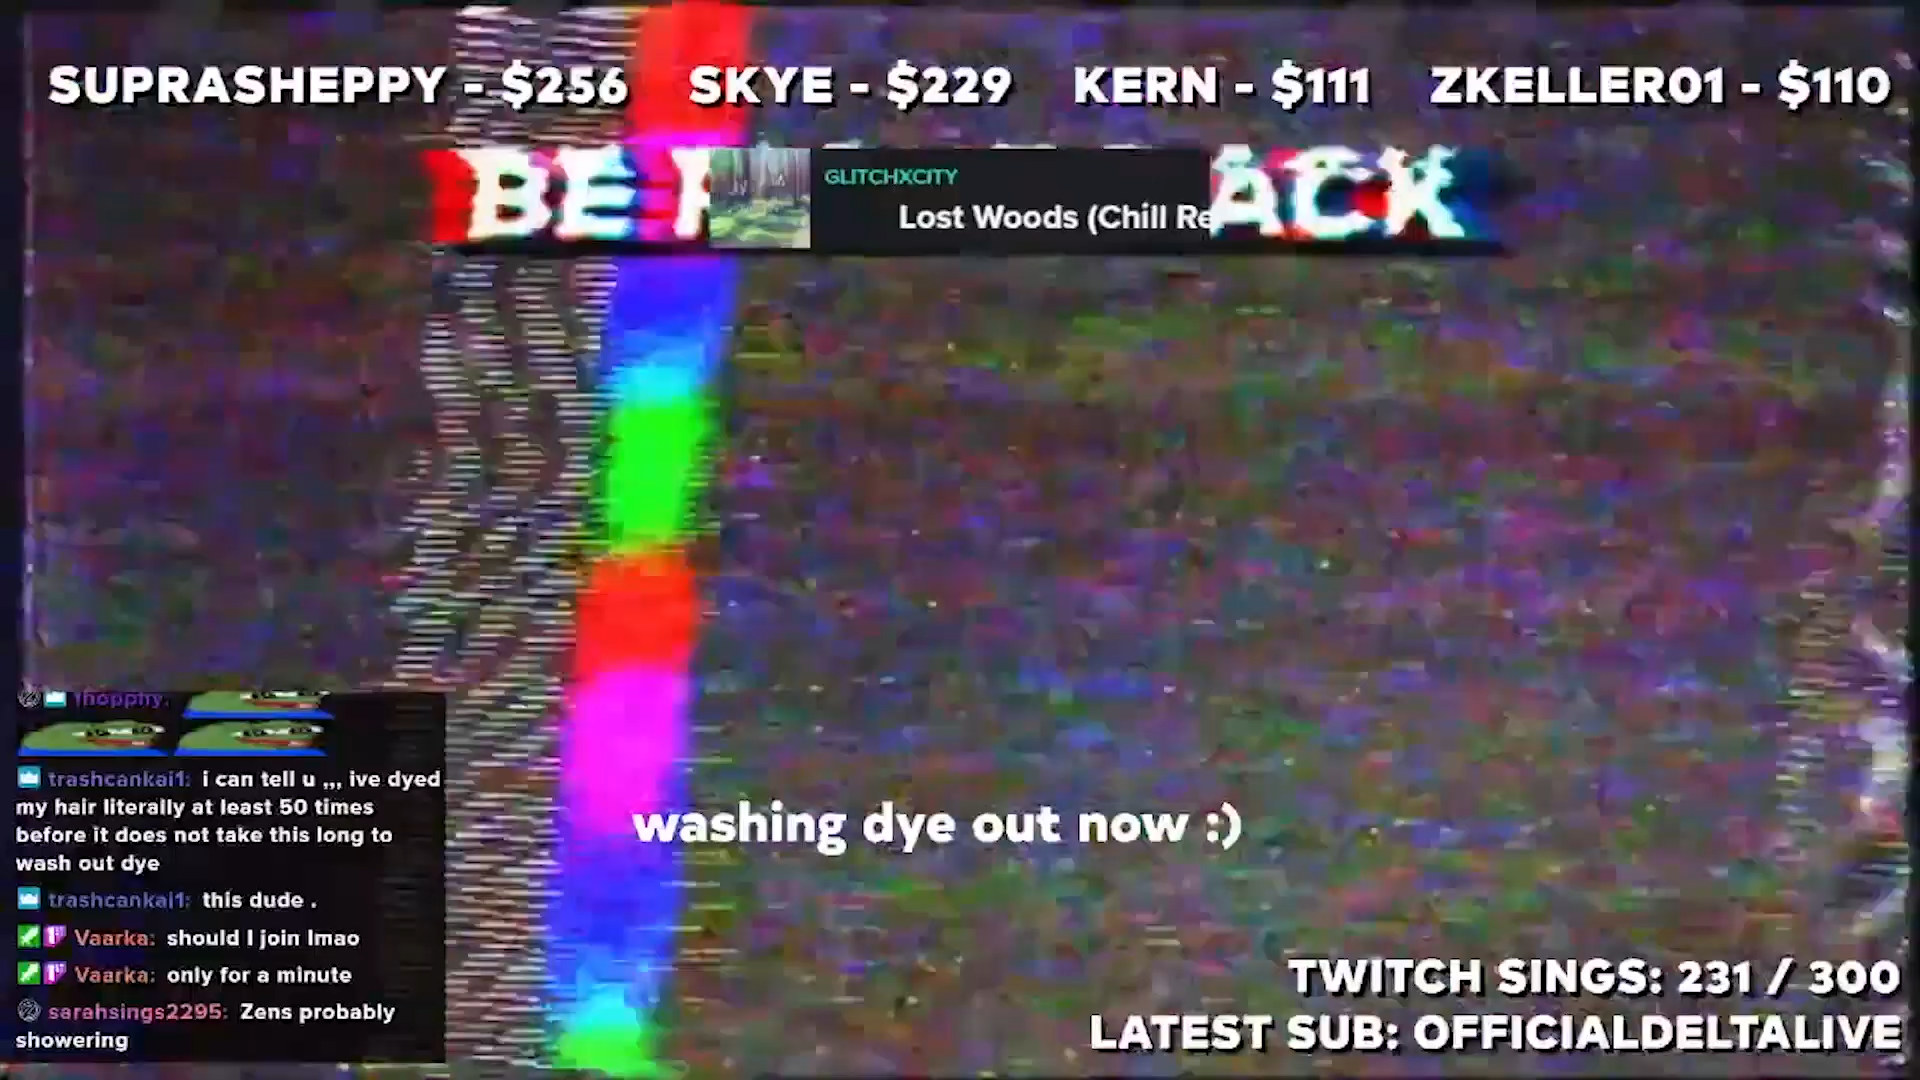 SUPRASHEPPY - $256 SKYE - $229 KERN - $111 ZKELLER01 - $110
BE
ACK
GLITCHXCITY
Lost Woods (Chill Re
washing dye out now :)
trashcankai1: i can tell u ,,, ive dyed
my hair literally at least 50 times
before it does not take this long to
wash out dye
trashcankai1: this dude .
Vaarka: should I join lmao
Vaarka: only for a minute
sarahsings2295: Zens probably
showering
TWITCH SINGS: 231 / 300
LATEST SUB: OFFICIALDELTALIVE